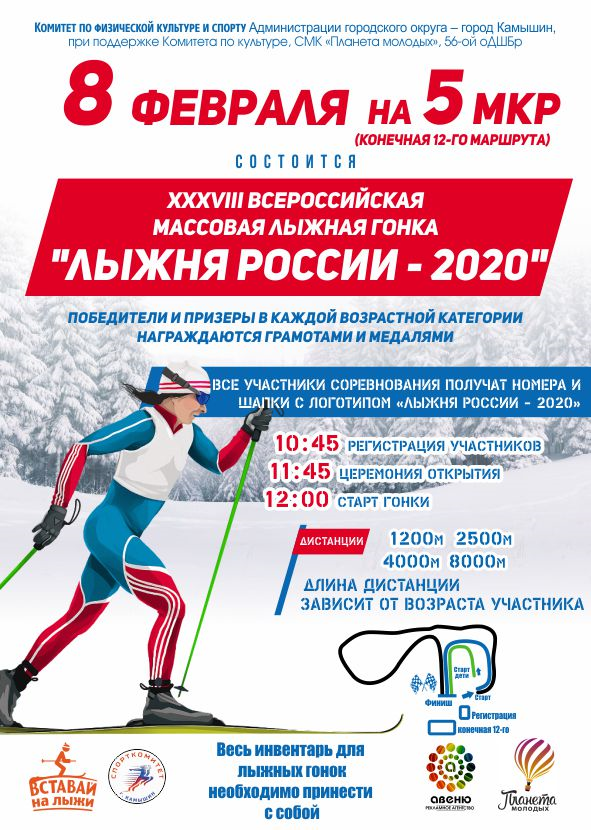 Комитет по физической культуре и спорту Администрации городского округа – город Камышин,
при поддержке Комитета по культуре, СМК «Планета молодых», 56-ой оДШБр
8 ФЕВРАЛЯ НА 5 МКР
(КОНЕЧНАЯ 12-ГО МАРШРУТА)
СОСТОИТСЯ
XXXVIII ВСЕРОССИЙСКАЯ
МАССОВАЯ ЛЫЖНАЯ ГОНКА
"ЛЫЖНЯ РОССИИ - 2020"
ПОБЕДИТЕЛИ И ПРИЗЕРЫ В КАЖДОЙ ВОЗРАСТНОЙ КАТЕГОРИИ
НАГРАЖДАЮТСЯ ГРАМОТАМИ И МЕДАЛЯМИ
ВСЕ УЧАСТНИКИ СОРЕВНОВАНИЯ ПОЛУЧАТ НОМЕРА И
ШАПКИ С ЛОГОТИПОМ «ЛЫЖНЯ РОССИИ - 2020»
10:45 РЕГИСТРАЦИЯ УЧАСТНИКОВ
11:45 ЦЕРЕМОНИЯ ОТКРЫТИЯ
12:00 СТАРТ ГОНКИ
ДИСТАНЦИИ
1200м 2500м
4000м 8000м
ДЛИНА ДИСТАНЦИИ
ЗАВИСИТ ОТ ВОЗРАСТА УЧАСТНИКА
Старт
дети
Финиш
Старт
Регистрация
конечная 12-го
Весь инвентарь для
лыжных гонок
необходимо принести
с собой
ВСТАВАЙ
НА ЛЫЖИ
СПОРТКОМИТЕТ
КАМЫШИН
авеню
РЕКЛАМНОЕ АГЕНТСТВО
Планета
МОЛОДЫХ